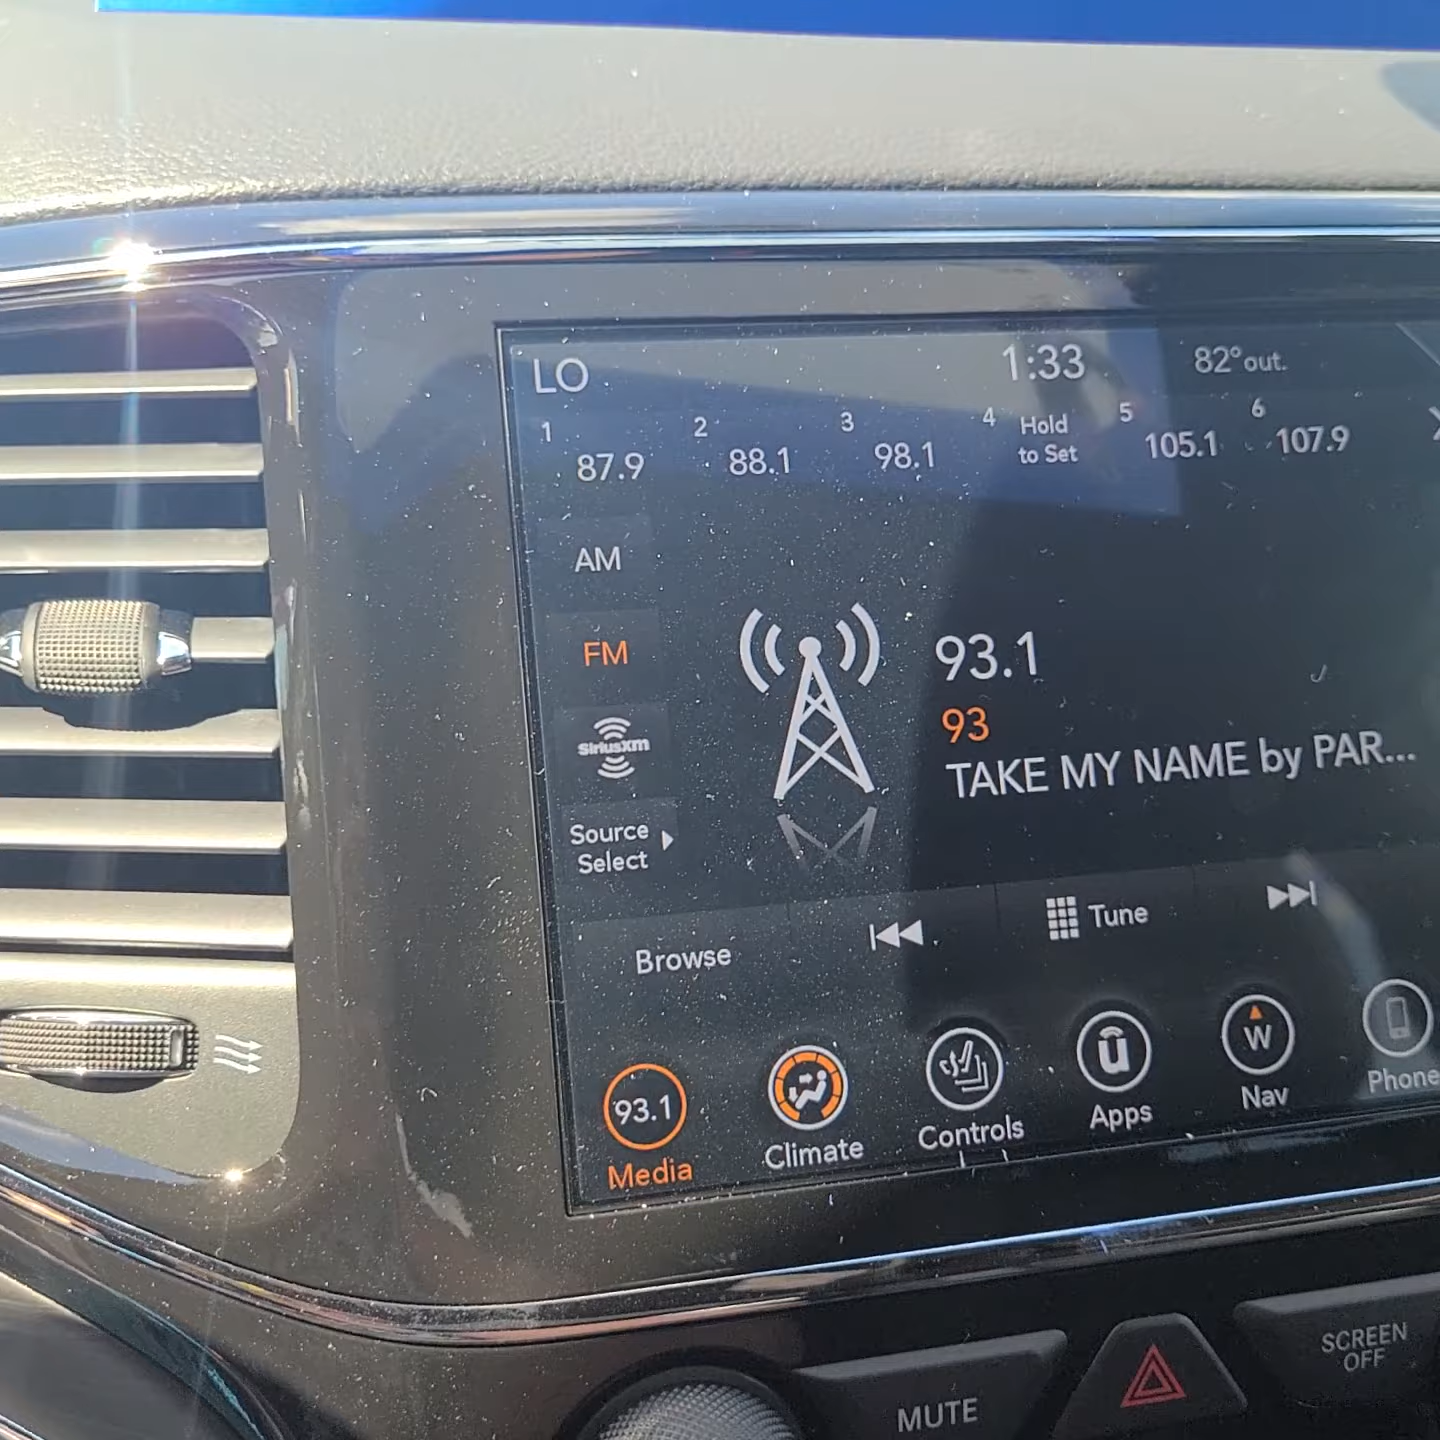 LO 1:33 82° out.
1 87.9 2 88.1 3 98.1 4 Hold to Set 5 105.1 6 107.9
AM
FM
SiriusXM
Source
Select
93.1
93
TAKE MY NAME by PAR...
Browse Tune
93.1 u W
Media Climate Controls Apps Nav Phone
MUTE
SCREEN
OFF